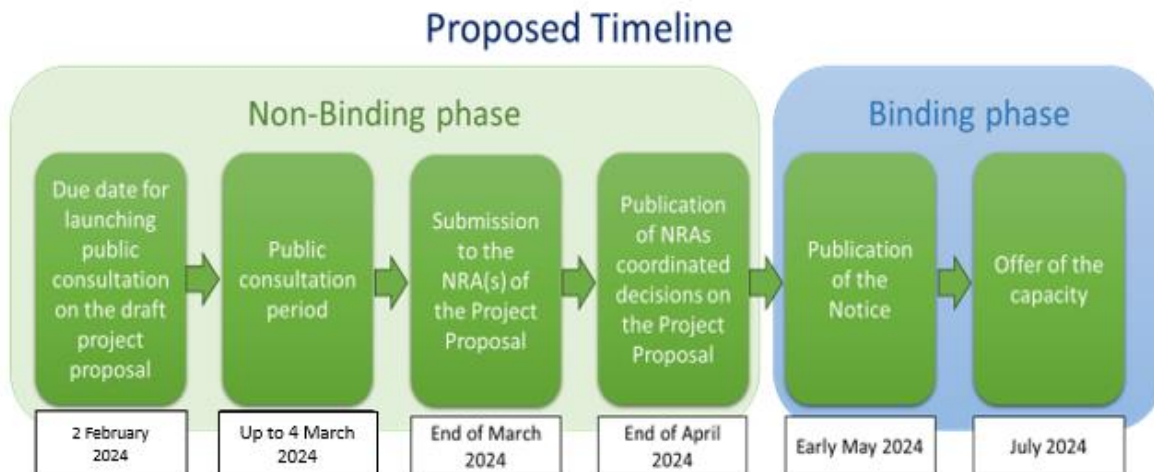 Proposed Timeline
Non-Binding phase
Binding phase
Due date for
launching
public
consultation
on the draft
project
proposal
Public
consultation
period
Submission
to the
NRA(s) of
the Project
Proposal
Publication
of NRAs
coordinated
decisions on
the Project
Proposal
Publication
of the
Notice
Offer of the
capacity
2 February
2024
Up to 4 March
2024
End of March
2024
End of April
2024
Early May 2024
July 2024